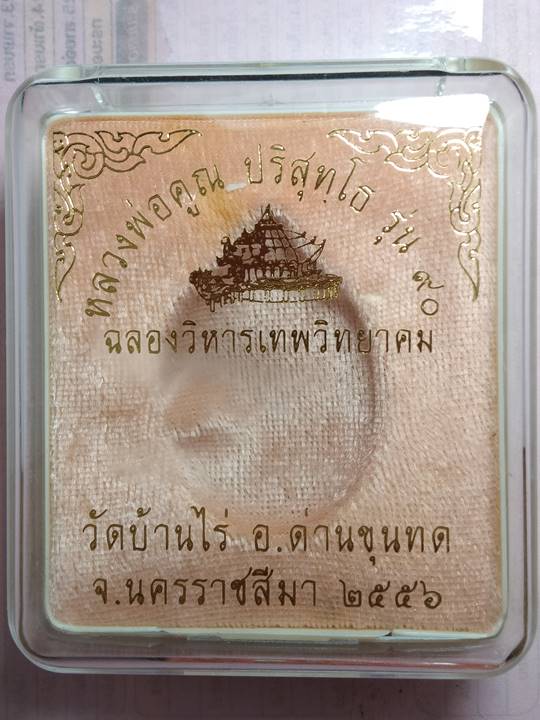 หลวงพ่อคูณ ปริสุทฺโธ รุ่น ๙๐
ฉลองวิหารเทพวิทยาคม
วัดบ้านไร่ อ.ด่านขุนทด
จ.นครราชสีมา ๒๕๕๖